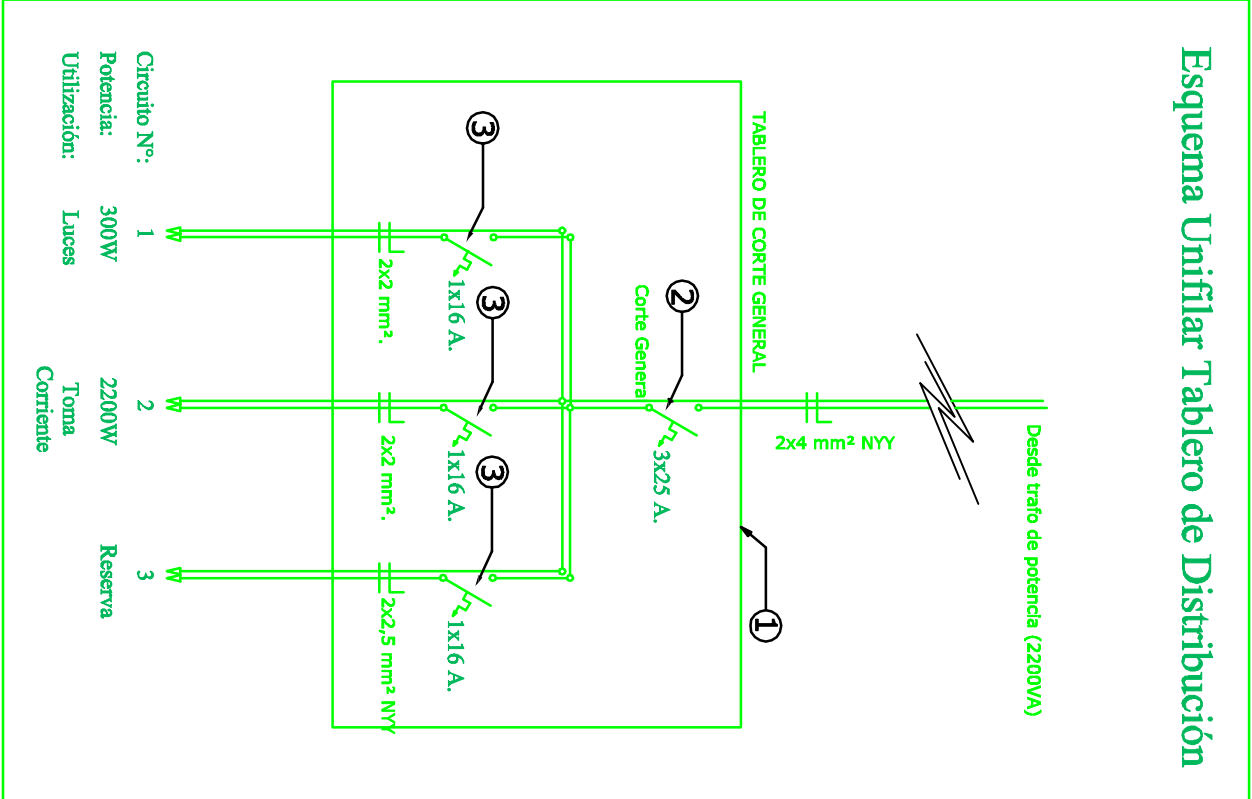 Esquema Unifilar Tablero de Distribución
Desde trafo de potencia (2200VA)
2x4 mm² NYY
TABLERO DE CORTE GENERAL
1
2
Corte Genera
3x25 A.
3
1x16 A.
3
1x16 A.
3
1x16 A.
2x2 mm².
2x2 mm².
2x2,5 mm² NYY
Circuito Nº: 1 2 3
Potencia: 300W 2200W Reserva
Utilización: Luces Toma
Corriente